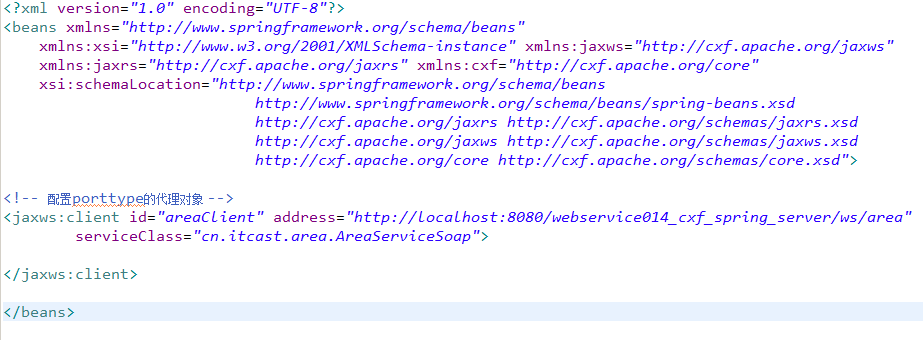 <?xml version="1.0" encoding="UTF-8"?>
<beans xmlns="http://www.springframework.org/schema/beans"
xmlns:xsi="http://www.w3.org/2001/XMLSchema-instance" xmlns:jaxws="http://cxf.apache.org/jaxws"
xmlns:jaxrs="http://cxf.apache.org/jaxrs" xmlns:cxf="http://cxf.apache.org/core"
xsi:schemaLocation="http://www.springframework.org/schema/beans
http://www.springframework.org/schema/beans/spring-beans.xsd
http://cxf.apache.org/jaxrs http://cxf.apache.org/schemas/jaxrs.xsd
http://cxf.apache.org/jaxws http://cxf.apache.org/schemas/jaxws.xsd
http://cxf.apache.org/core http://cxf.apache.org/schemas/core.xsd">
<!-- 配置porttype的代理对象 -->
<jaxws:client id="areaClient" address="http://localhost:8080/webservice014_cxf_spring_server/ws/area"
serviceClass="cn.itcast.area.AreaServiceSoap">
</jaxws:client>
</beans>